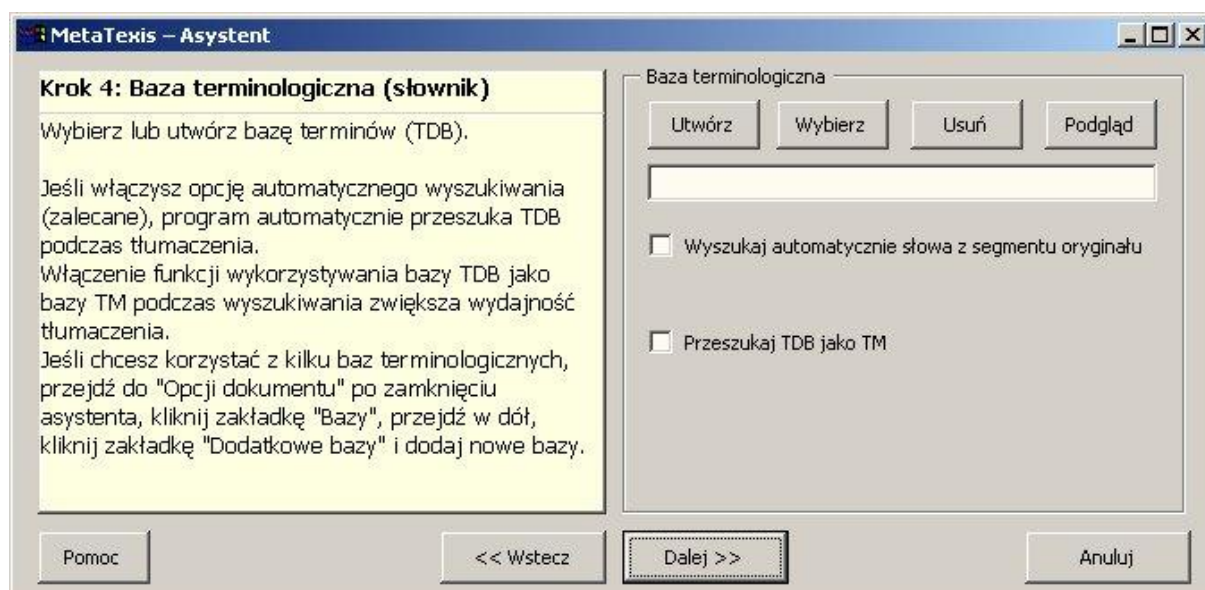 MetaTexis – Asystent
Krok 4: Baza terminologiczna (słownik)
Wybierz lub utwórz bazę terminów (TDB).
Jeśli włączysz opcję automatycznego wyszukiwania
(zalecane), program automatycznie przeszuka TDB
podczas tłumaczenia.
Włączenie funkcji wykorzystywania bazy TDB jako
bazy TM podczas wyszukiwania zwiększa wydajność
tłumaczenia.
Jeśli chcesz korzystać z kilku baz terminologicznych,
przejdź do "Opcji dokumentu" po zamknięciu
asystenta, kliknij zakładkę "Bazy", przejdź w dół,
kliknij zakładkę "Dodatkowe bazy" i dodaj nowe bazy.
Baza terminologiczna
Utwórz Wybierz Usuń Podgląd
Wyszukaj automatycznie słowa z segmentu oryginału
Przeszukaj TDB jako TM
Pomoc << Wstecz Dalej >> Anuluj